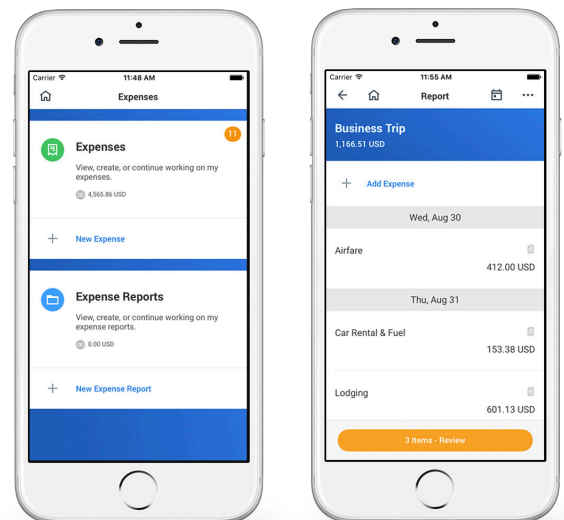 Carrier 11:48 AM
Expenses
11
Expenses
View, create, or continue working on my
expenses.
4,565.86 USD
+ New Expense
Expense Reports
View, create, or continue working on my
expense reports.
0.00 USD
+ New Expense Report
Carrier 11:55 AM
Report
Business Trip
1,166.51 USD
+ Add Expense
Wed, Aug 30
Airfare
412.00 USD
Thu, Aug 31
Car Rental & Fuel
153.38 USD
Lodging
601.13 USD
3 Items - Review